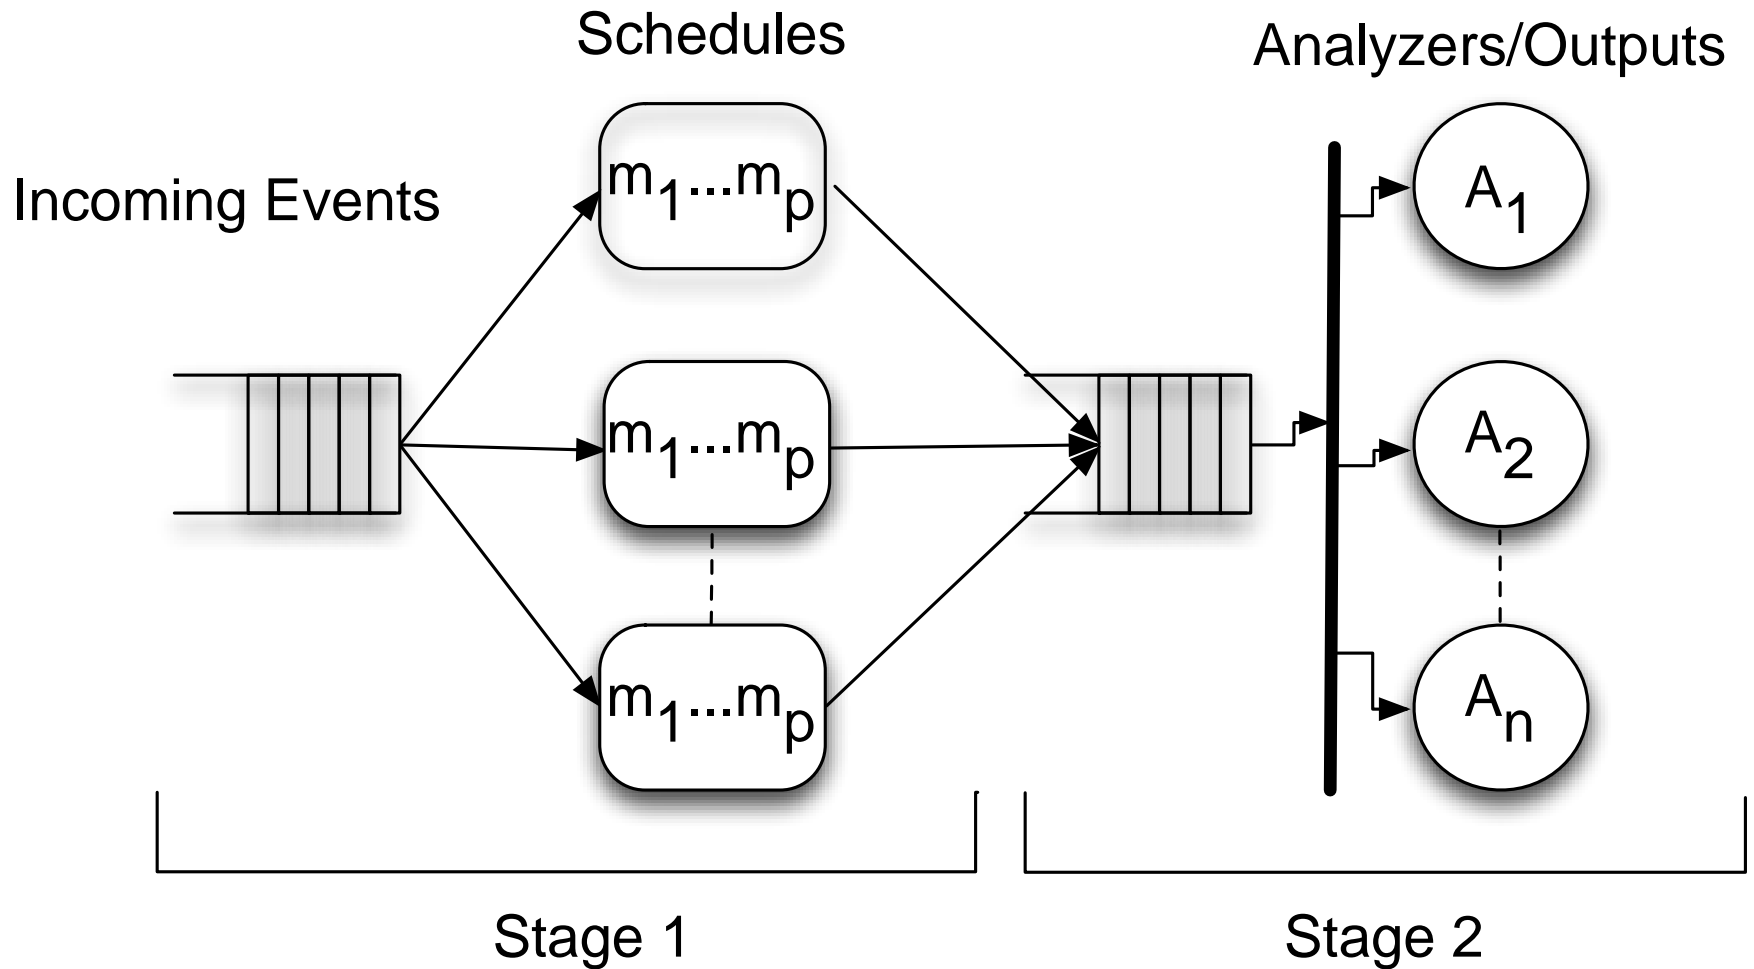 Schedules
Analyzers/Outputs
Incoming Events
m1...mp
A1
m1...mp
A2
m1...mp
An
Stage 1
Stage 2